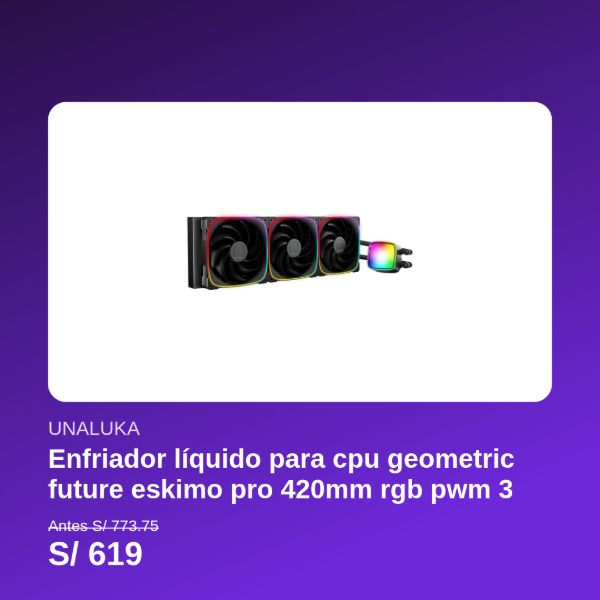 UNALUKA
Enfriador líquido para cpu geometric
future eskimo pro 420mm rgb pwm 3
Antes S/ 773.75
S/ 619